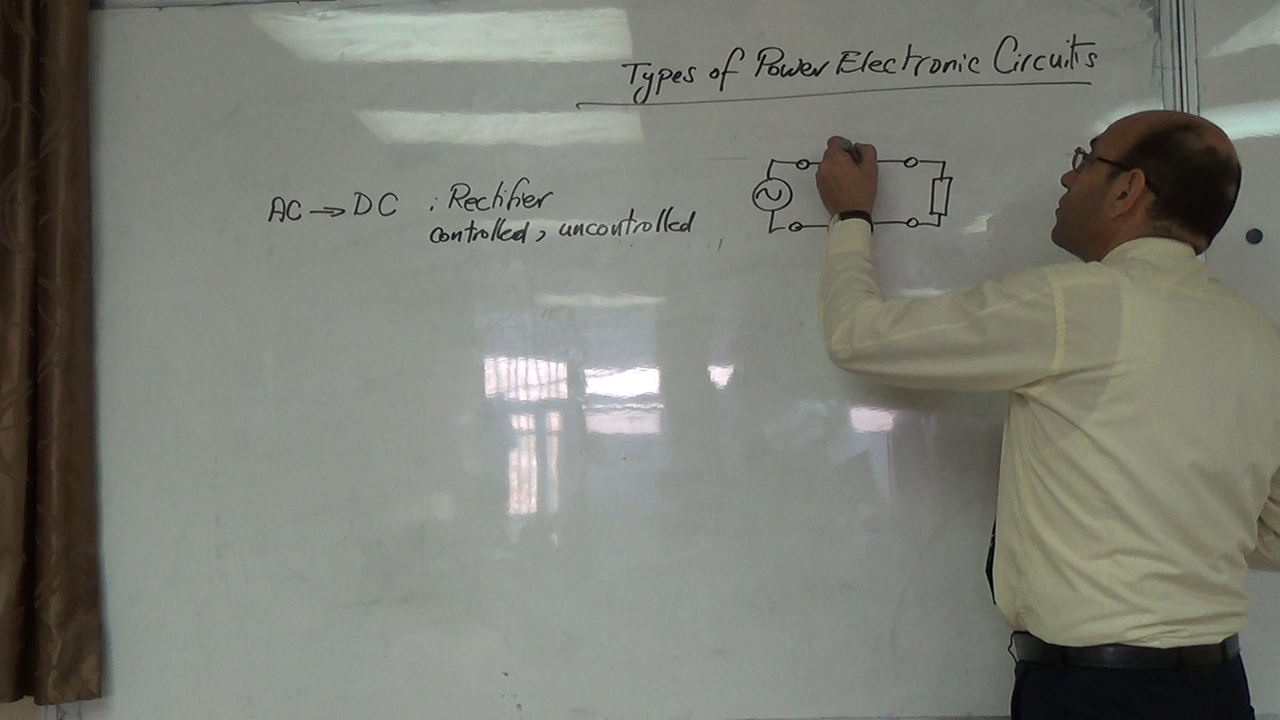 Types of Power Electronic Circuits
AC → DC : Rectifier
controlled, uncontrolled